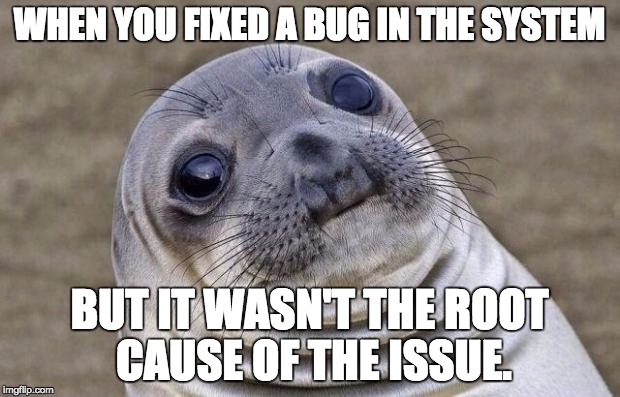 WHEN YOU FIXED A BUG IN THE SYSTEM
BUT IT WASN'T THE ROOT
CAUSE OF THE ISSUE.
imgflip.com